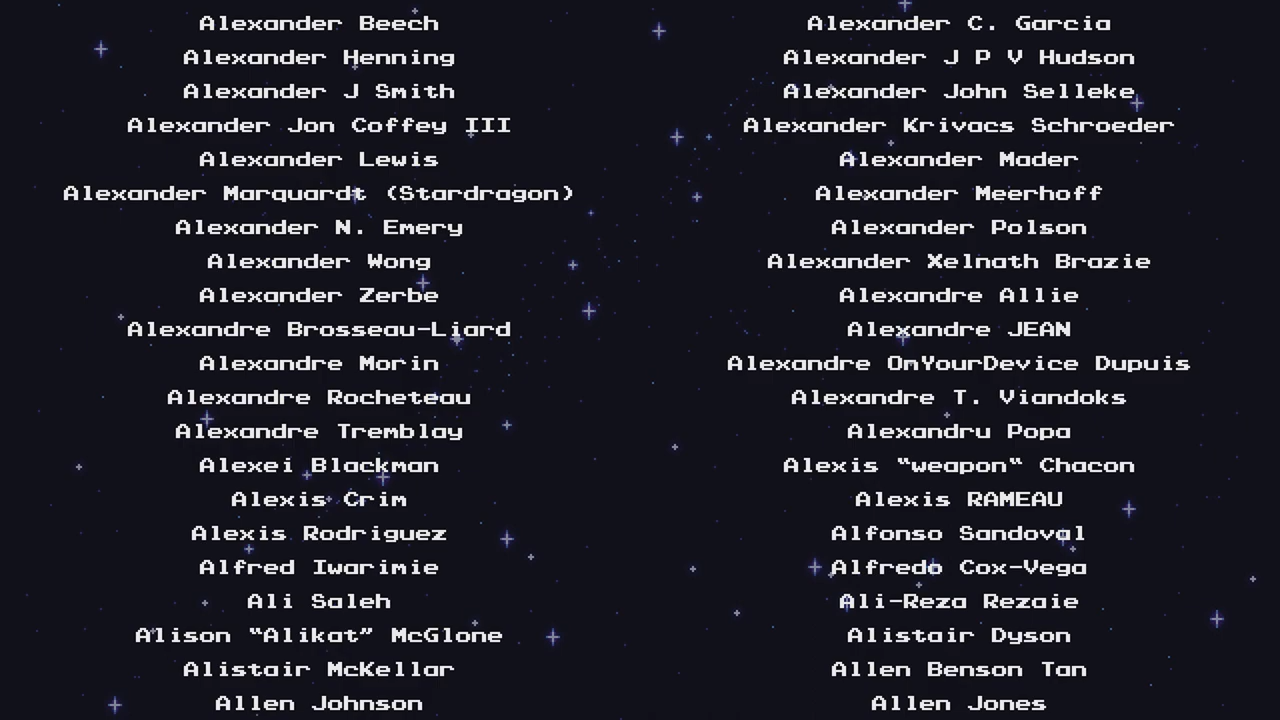 Alexander Beech
Alexander C. Garcia
Alexander Henning
Alexander J P V Hudson
Alexander J Smith
Alexander John Selleke
Alexander Jon Coffey III
Alexander Krivacs Schroeder
Alexander Lewis
Alexander Mader
Alexander Marquardt (Stardragon)
Alexander Meerhoff
Alexander N. Emery
Alexander Polson
Alexander Wong
Alexander Xelnath Brazie
Alexander Zerbe
Alexandre Allie
Alexandre Brosseau-Liard
Alexandre JEAN
Alexandre Morin
Alexandre OmYourDevice Dupuis
Alexandre Rocheteau
Alexandre T. Viandoks
Alexandre Tremblay
Alexandru Popa
Alexei Blackman
Alexis "weapon" Chacon
Alexis Crim
Alexis RAMEAU
Alexis Rodriguez
Alfonso Sandoval
Alfred Iwarimie
Alfredo Cox-Vega
Ali Saleh
Ali-Reza Rezaie
Alison “Alikat” McGlone
Alistair Dyson
Alistair McKellar
Allen Benson Tan
Allen Johnson
Allen Jones